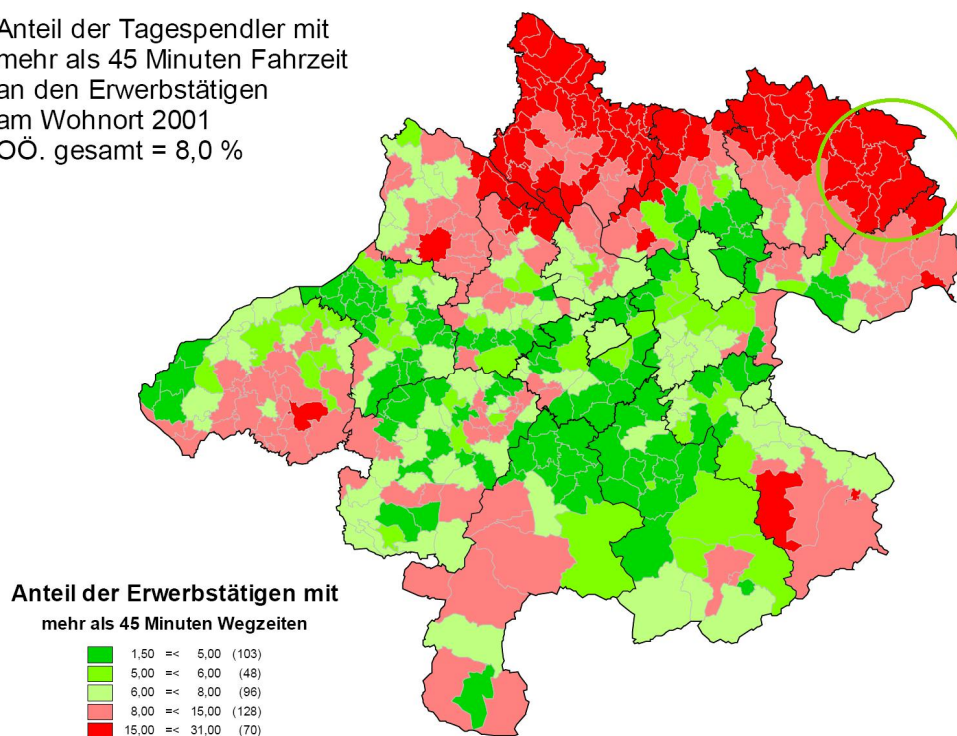 Anteil der Tagespendler mit
mehr als 45 Minuten Fahrzeit
an den Erwerbstätigen
am Wohnort 2001
OÖ. gesamt = 8,0 %
Anteil der Erwerbstätigen mit
mehr als 45 Minuten Wegzeiten
1,50 =< 5,00 (103)
5,00 =< 6,00 (48)
6,00 =< 8,00 (96)
8,00 =< 15,00 (128)
15,00 =< 31,00 (70)